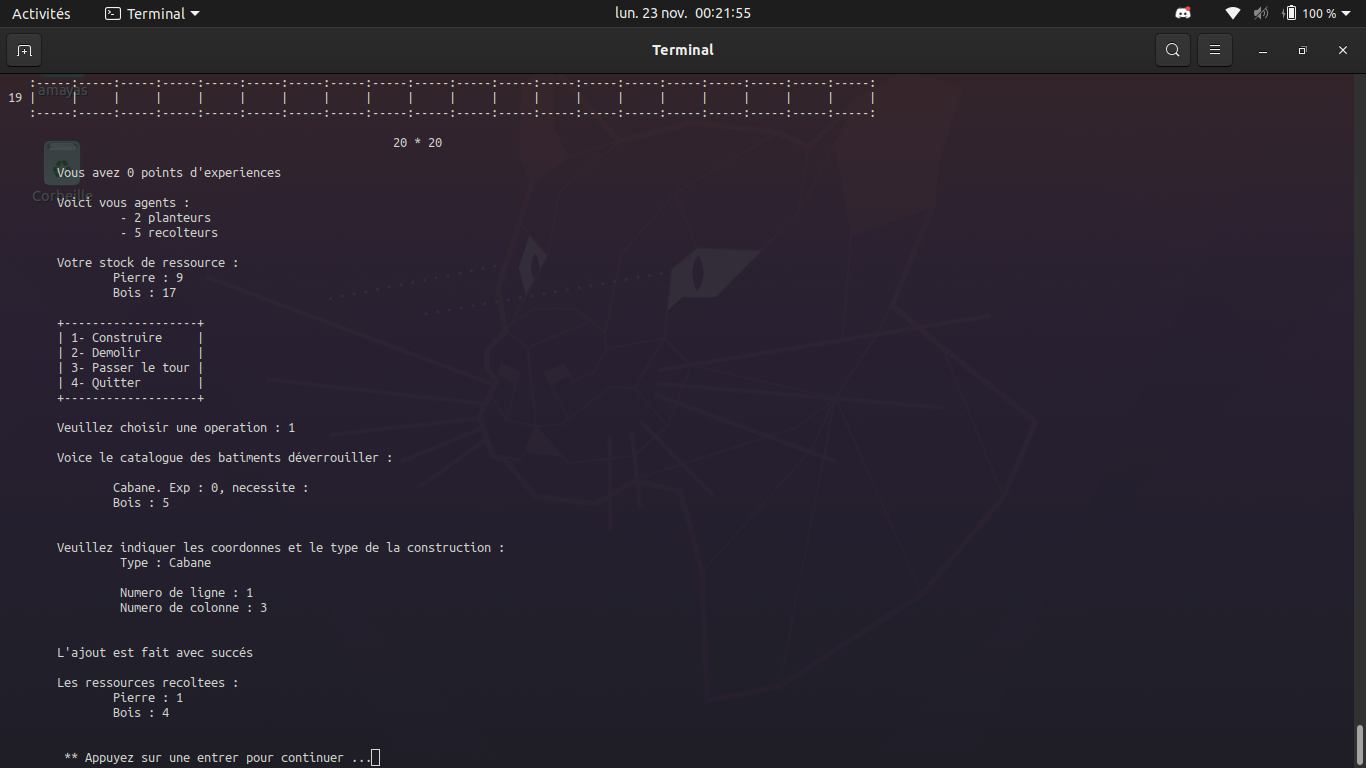 Activités Terminal lun. 23 nov. 00:21:55 100 %
Terminal
:-----:-----:-----:-----:-----:-----:-----:-----:-----:-----:-----:-----:-----:-----:-----:-----:-----:-----:-----:-----:
amayas
19 |     |     |     |     |     |     |     |     |     |     |     |     |     |     |     |     |     |     |     |     |
:-----:-----:-----:-----:-----:-----:-----:-----:-----:-----:-----:-----:-----:-----:-----:-----:-----:-----:-----:-----:
20 * 20
Vous avez 0 points d'experiences
Corbeille
Voici vous agents :
- 2 planteurs
- 5 recolteurs
Votre stock de ressource :
Pierre : 9
Bois : 17
+-------------------+
| 1- Construire     |
| 2- Demolir        |
| 3- Passer le tour |
| 4- Quitter        |
+-------------------+
Veuillez choisir une operation : 1
Voice le catalogue des batiments déverrouiller :
Cabane. Exp : 0, necessite :
Bois : 5
Veuillez indiquer les coordonnes et le type de la construction :
Type : Cabane
Numero de ligne : 1
Numero de colonne : 3
L'ajout est fait avec succés
Les ressources recoltees :
Pierre : 1
Bois : 4
** Appuyez sur une entrer pour continuer ...